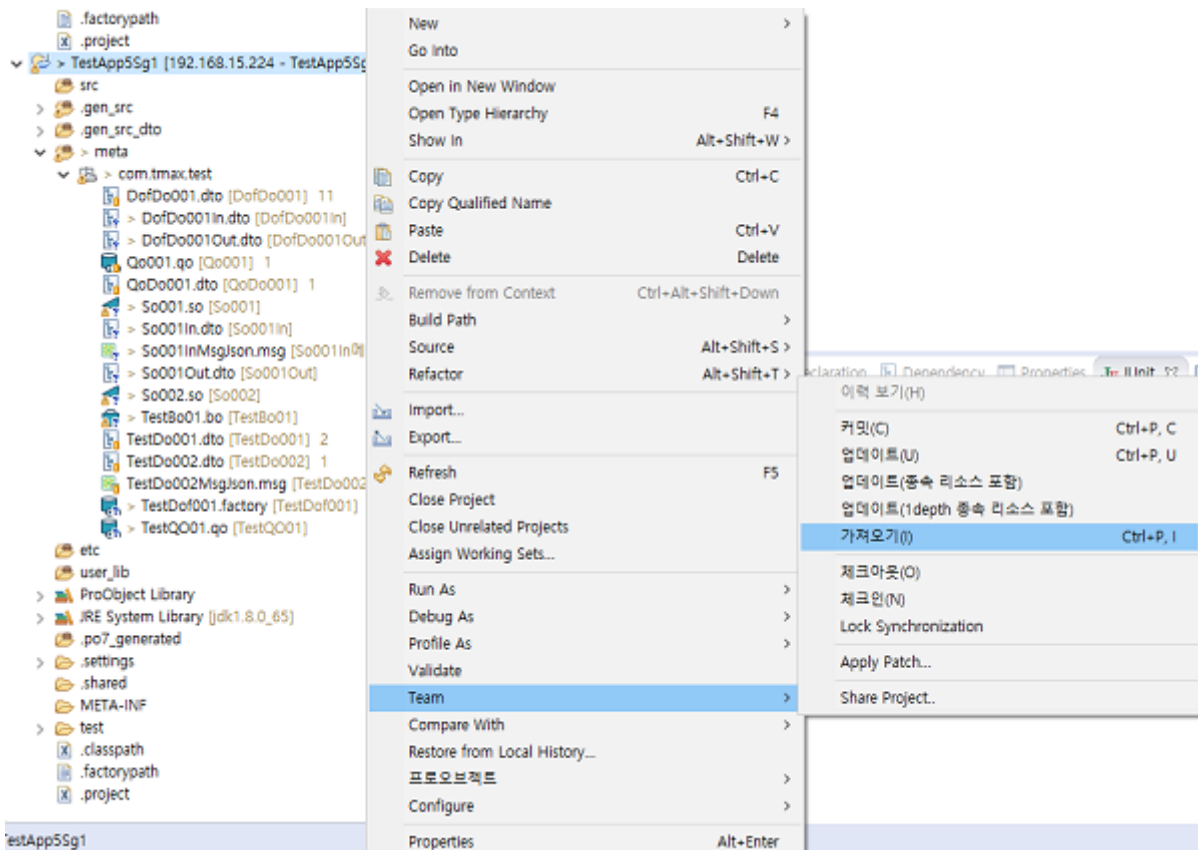 .factorypath
.project
> TestApp5Sg1 [192.168.15.224 - TestApp5Sg
src
.gen_src
.gen_src_dto
> meta
> com.tmax.test
DofDo001.dto [DofDo001] 11
> DofDo001In.dto [DofDo001In]
> DofDo001Out.dto [DofDo001Out
Qo001.qo [Qo001] 1
QoDo001.dto [QoDo001] 1
> So001.so [So001]
> So001In.dto [So001In]
> So001InMsgJson.msg [So001In메
> So001Out.dto [So001Out]
> So002.so [So002]
> TestBo01.bo [TestBo01]
TestDo001.dto [TestDo001] 2
TestDo002.dto [TestDo002] 1
TestDo002MsgJson.msg [TestDo002
> TestDof001.factory [TestDof001]
> TestQO01.qo [TestQO01]
etc
user_lib
ProObject Library
JRE System Library [jdk1.8.0_65]
.po7_generated
.settings
.shared
META-INF
test
.classpath
.factorypath
.project
TestApp5Sg1
New >
Go Into
Open in New Window
Open Type Hierarchy F4
Show In Alt+Shift+W >
Copy Ctrl+C
Copy Qualified Name
Paste Ctrl+V
Delete Delete
Remove from Context Ctrl+Alt+Shift+Down
Build Path >
Source Alt+Shift+S >
Refactor Alt+Shift+T >
Import...
Export...
Refresh F5
Close Project
Close Unrelated Projects
Assign Working Sets...
Run As >
Debug As >
Profile As >
Validate
Team >
Compare With >
Restore from Local History...
프로오브젝트 >
Configure >
Properties Alt+Enter
eclaration Dependency Properties JUnit
이력 보기(H)
커밋(C) Ctrl+P, C
업데이트(U) Ctrl+P, U
업데이트(종속 리소스 포함)
업데이트(1depth 종속 리소스 포함)
가져오기(I) Ctrl+P, I
체크아웃(O)
체크인(N)
Lock Synchronization
Apply Patch...
Share Project..